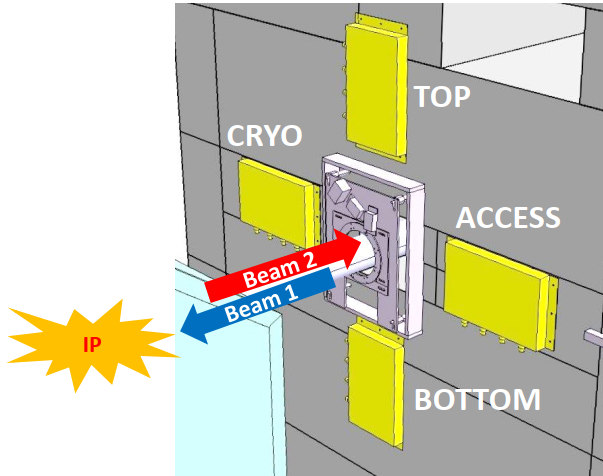 TOP
CRYO
ACCESS
Beam 2
Beam 1
IP
BOTTOM